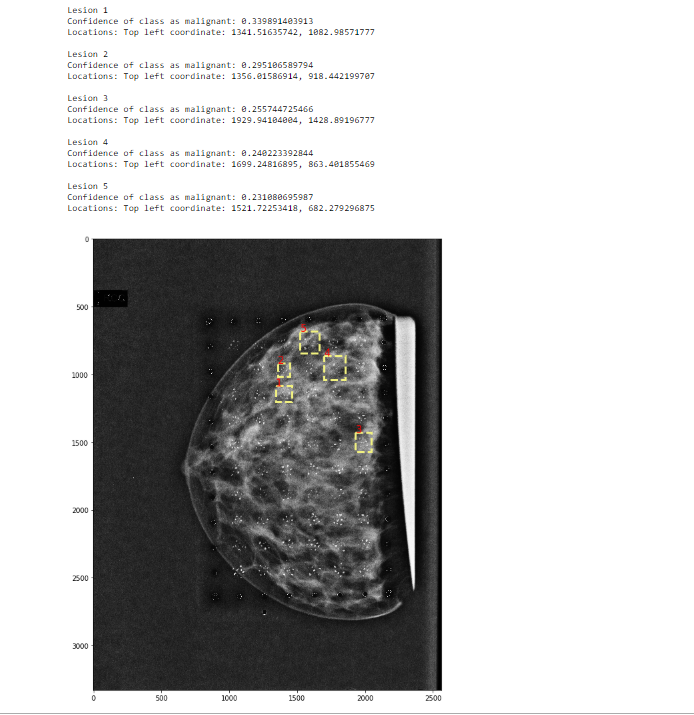 Lesion 1
Confidence of class as malignant: 0.339891403913
Locations: Top left coordinate: 1341.51635742, 1082.98571777
Lesion 2
Confidence of class as malignant: 0.295106589794
Locations: Top left coordinate: 1356.01586914, 918.442199707
Lesion 3
Confidence of class as malignant: 0.255744725466
Locations: Top left coordinate: 1929.94104004, 1428.89196777
Lesion 4
Confidence of class as malignant: 0.240223392844
Locations: Top left coordinate: 1699.24816895, 863.401855469
Lesion 5
Confidence of class as malignant: 0.231080695987
Locations: Top left coordinate: 1521.72253418, 682.279296875
0
500
1000
1500
2000
2500
3000
0 500 1000 1500 2000 2500